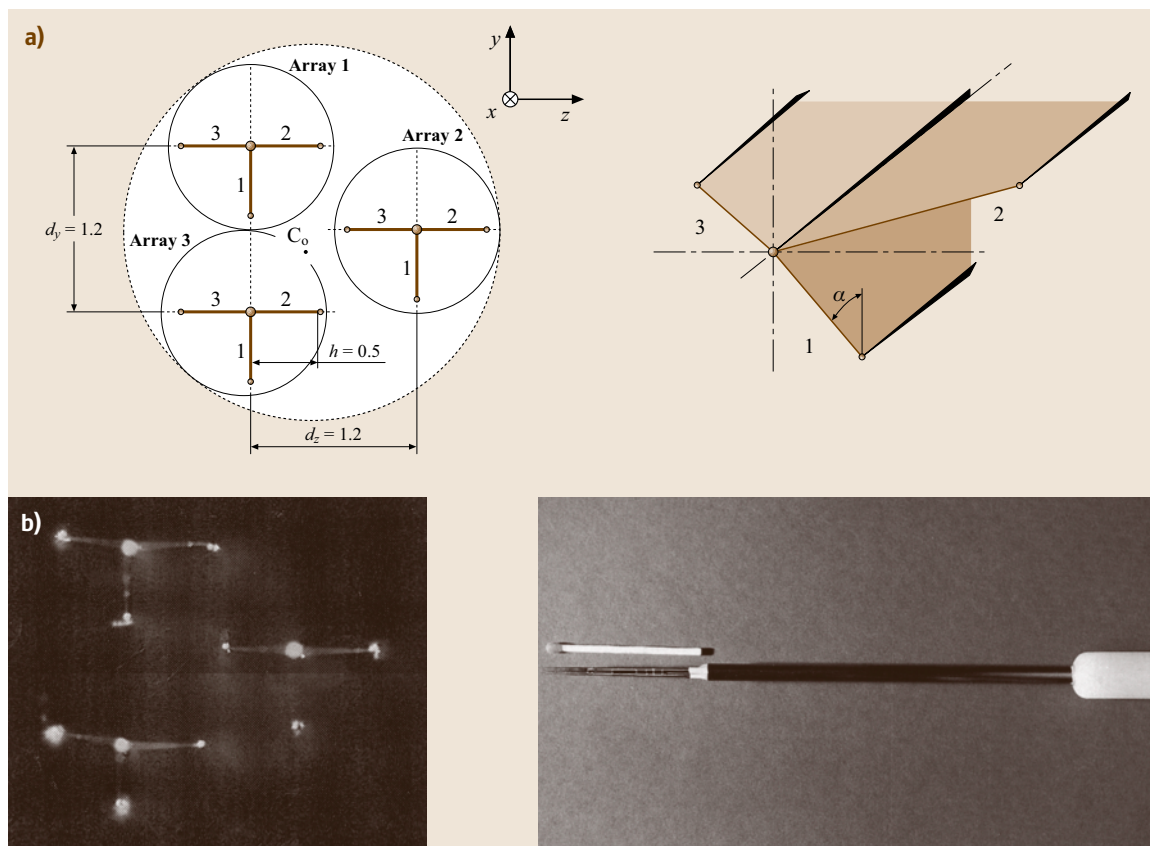 a)
y
x
z
Array 1
3 2
1
Array 2
3 2
1
d_y = 1.2
Array 3
C_o
3 2
1
h = 0.5
d_z = 1.2
3
2
α
1
b)